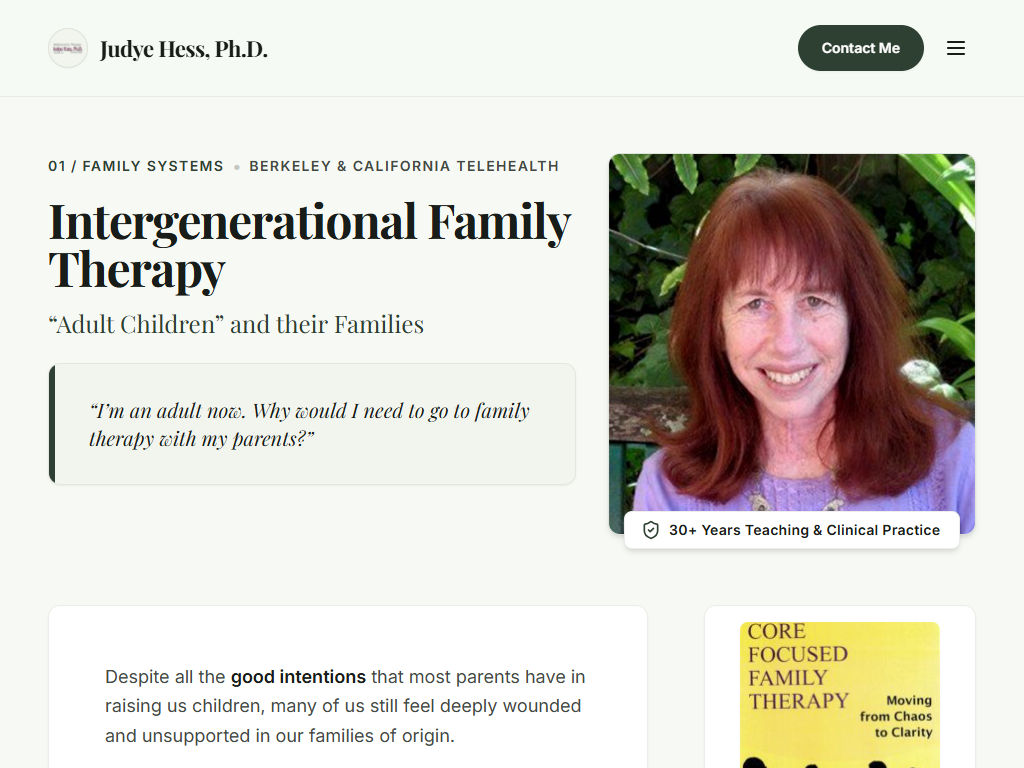 Judye Hess, Ph.D.
Contact Me
01 / FAMILY SYSTEMS • BERKELEY & CALIFORNIA TELEHEALTH
Intergenerational Family
Therapy
“Adult Children” and their Families
“I’m an adult now. Why would I need to go to family
therapy with my parents?”
30+ Years Teaching & Clinical Practice
Despite all the good intentions that most parents have in
raising us children, many of us still feel deeply wounded
and unsupported in our families of origin.
CORE
FOCUSED
FAMILY
THERAPY
Moving
from Chaos
to Clarity